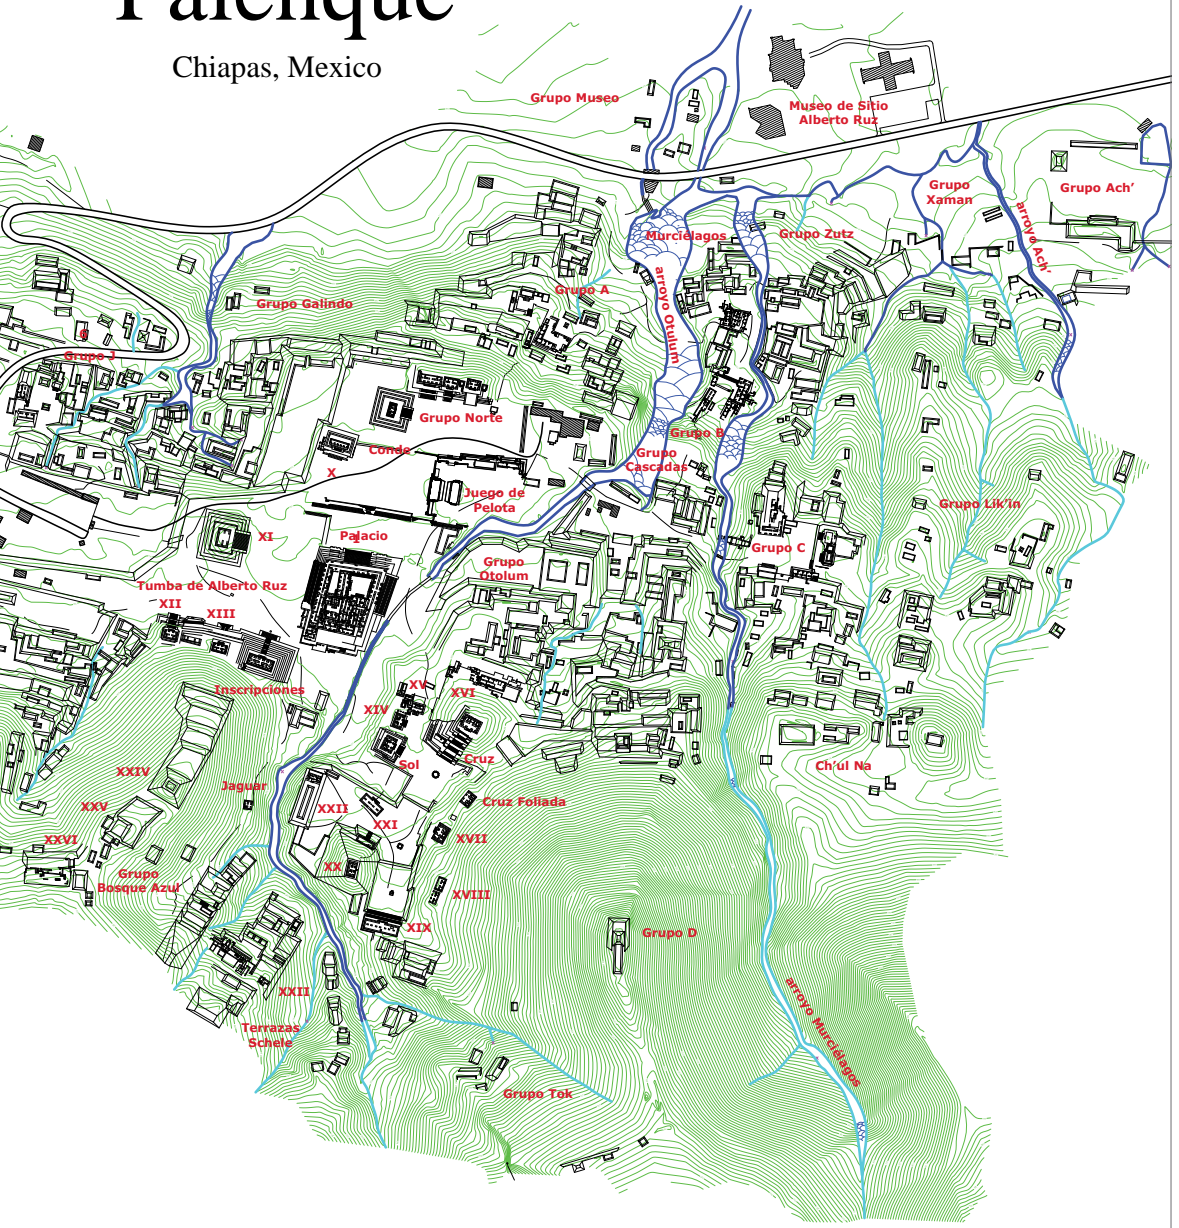 Palenque
Chiapas, Mexico
Grupo Museo
Museo de Sitio
Alberto Ruz
Grupo
Xaman
Grupo Ach'
arroyo Ach'
Murciélagos
Grupo Zutz
Grupo A
arroyo Otulum
Grupo Galindo
Grupo J
Grupo Norte
Conde
X
Grupo B
Grupo
Cascadas
Juego de
Pelota
Grupo Lik'in
XI
Palacio
Grupo C
Grupo
Otolum
Tumba de Alberto Ruz
XII
XIII
Inscripciones
XV
XVI
XIV
Sol
Cruz
Ch'ul Na
XXIV
Jaguar
XXV
XXII
Cruz Foliada
XXI
XXVI
XVII
XX
Grupo
Bosque Azul
XVIII
XIX
Grupo D
XXII
arroyo Murciélagos
Terrazas
Schele
Grupo Tok